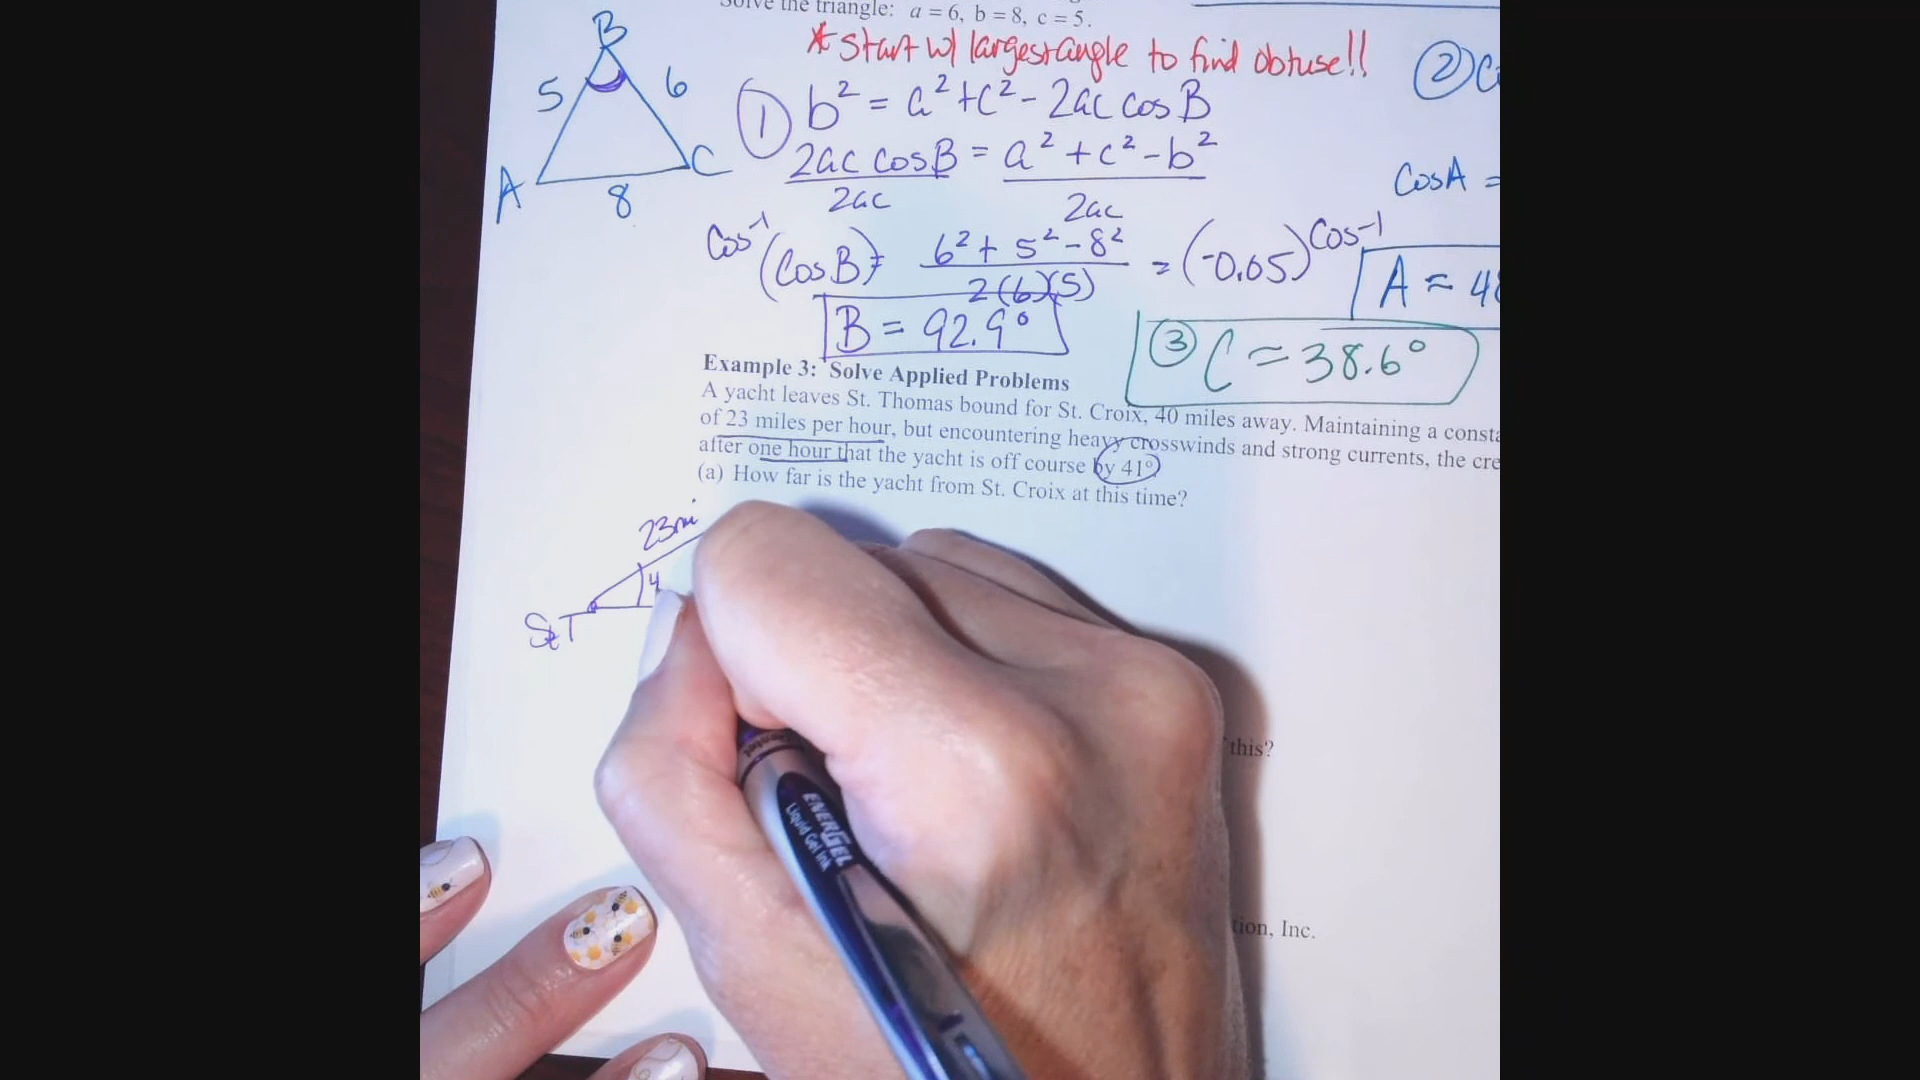 Solve the triangle: a = 6, b = 8, c = 5.
* Start w/ largest angle to find obtuse!!
B
5
6
A
8
C
① b² = a² + c² - 2ac cos B
2ac cosB = a² + c² - b²
2ac 2ac
cos⁻¹ (cos B) = 6² + 5² - 8² = (-0.05) cos⁻¹
2(6)(5)
B = 92.9°
② C
cosA =
A ≈ 48
③ C ≈ 38.6°
Example 3: Solve Applied Problems
A yacht leaves St. Thomas bound for St. Croix, 40 miles away. Maintaining a consta
of 23 miles per hour, but encountering heavy crosswinds and strong currents, the cre
after one hour that the yacht is off course by 41°
(a) How far is the yacht from St. Croix at this time?
23mi
4
St T
this?
tion, Inc.
ENERGEL
Liquid Gel Ink